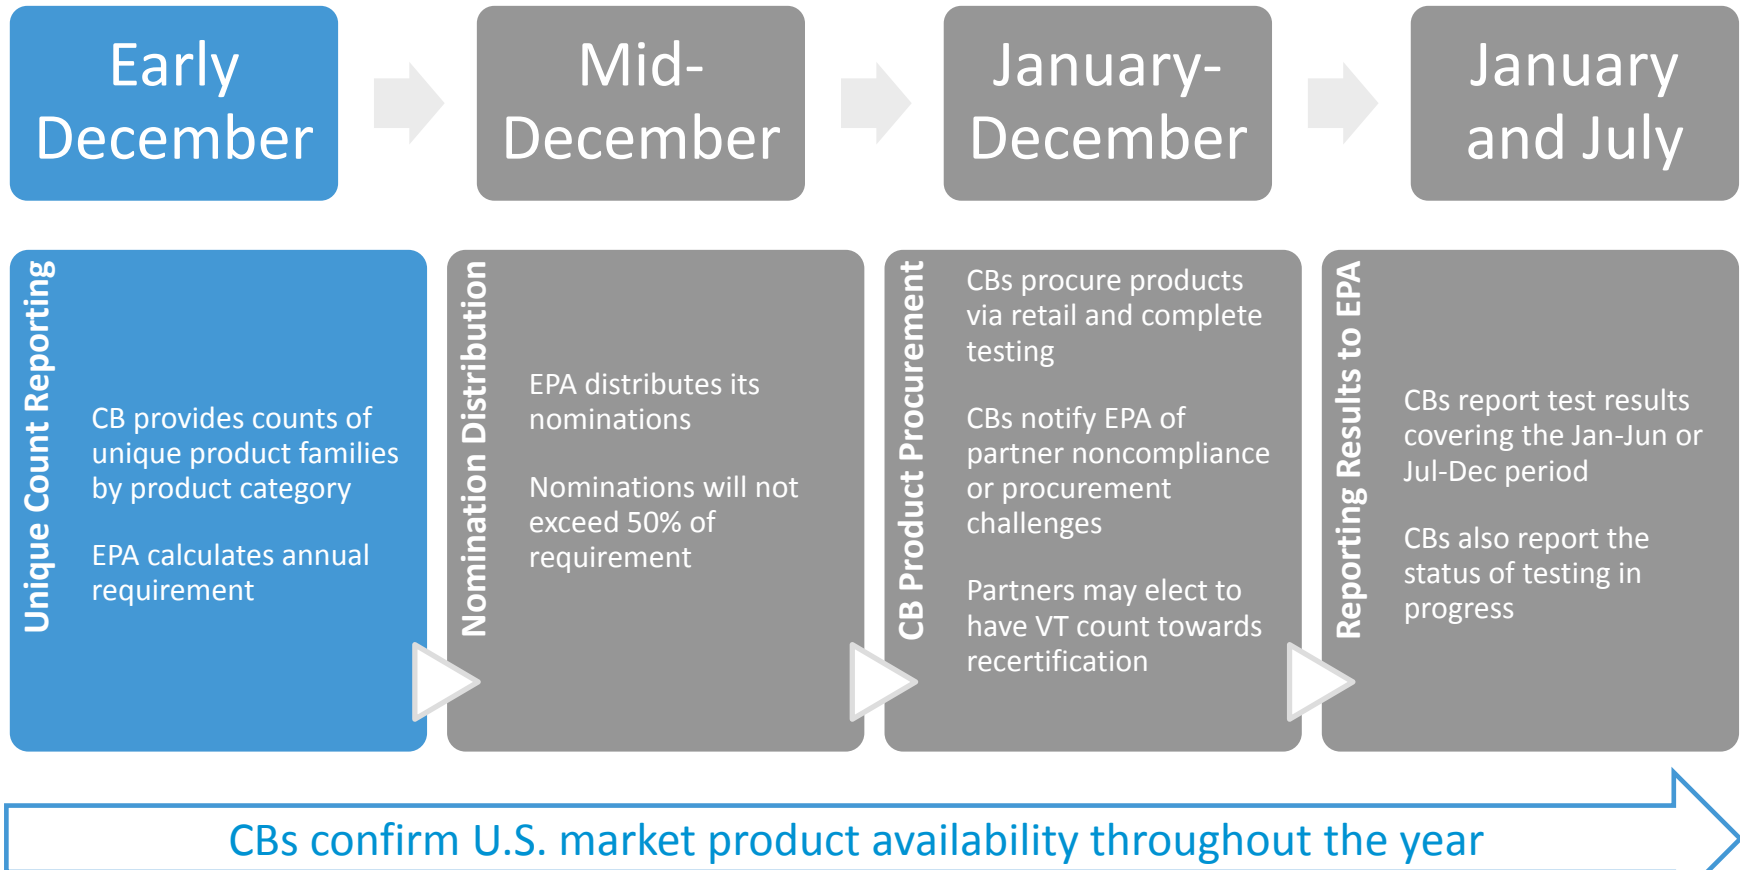 Early
December
Mid-
December
January-
December
January
and July
Unique Count Reporting
CB provides counts of
unique product families
by product category
EPA calculates annual
requirement
Nomination Distribution
EPA distributes its
nominations
Nominations will not
exceed 50% of
requirement
CB Product Procurement
CBs procure products
via retail and complete
testing
CBs notify EPA of
partner noncompliance
or procurement
challenges
Partners may elect to
have VT count towards
recertification
Reporting Results to EPA
CBs report test results
covering the Jan-Jun or
Jul-Dec period
CBs also report the
status of testing in
progress
CBs confirm U.S. market product availability throughout the year